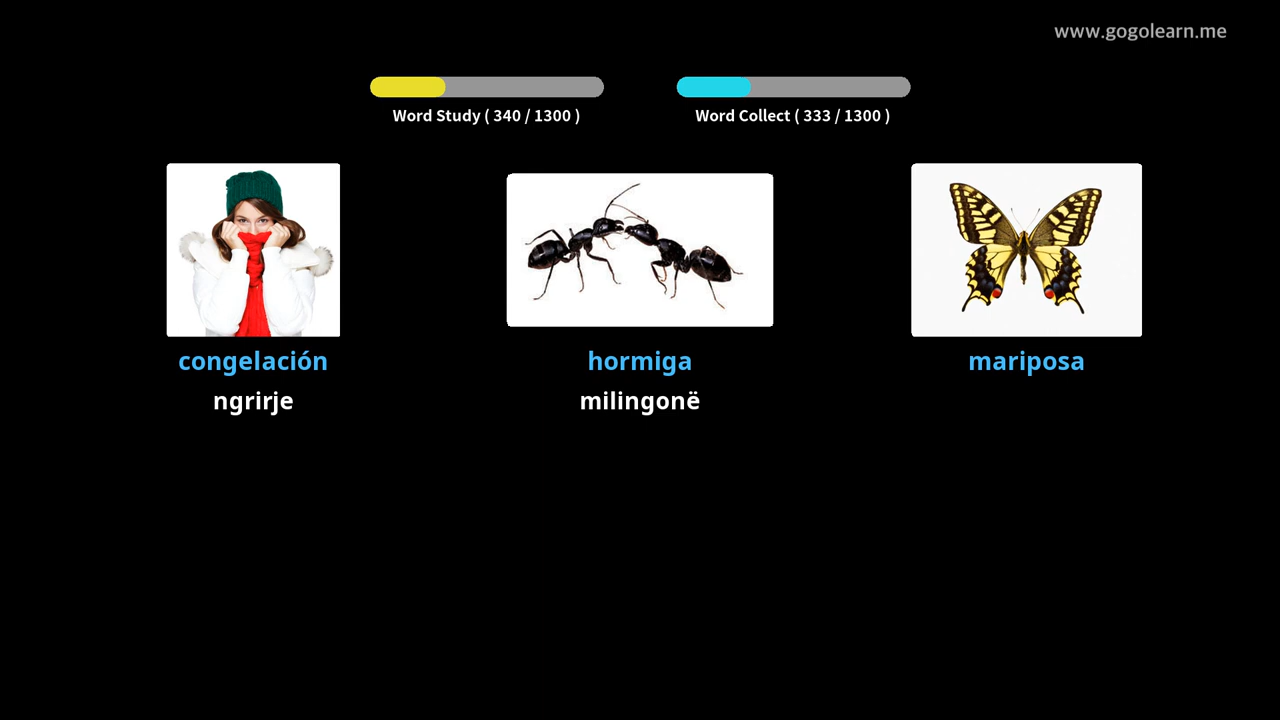 www.gogolearn.me
Word Study ( 340 / 1300 )
Word Collect ( 333 / 1300 )
congelación
hormiga
mariposa
ngrirje
milingonë